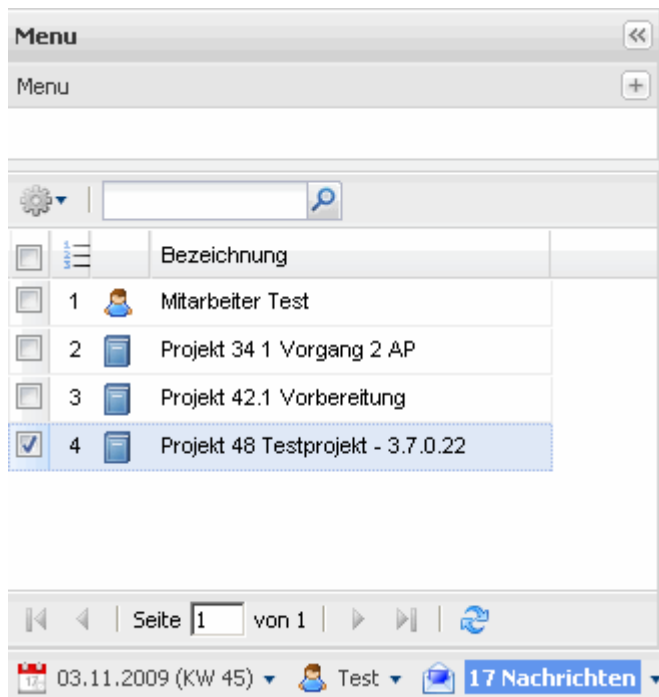 Menu
Menu
Bezeichnung
1 Mitarbeiter Test
2 Projekt 34 1 Vorgang 2 AP
3 Projekt 42.1 Vorbereitung
4 Projekt 48 Testprojekt - 3.7.0.22
Seite 1 von 1
03.11.2009 (KW 45) Test 17 Nachrichten